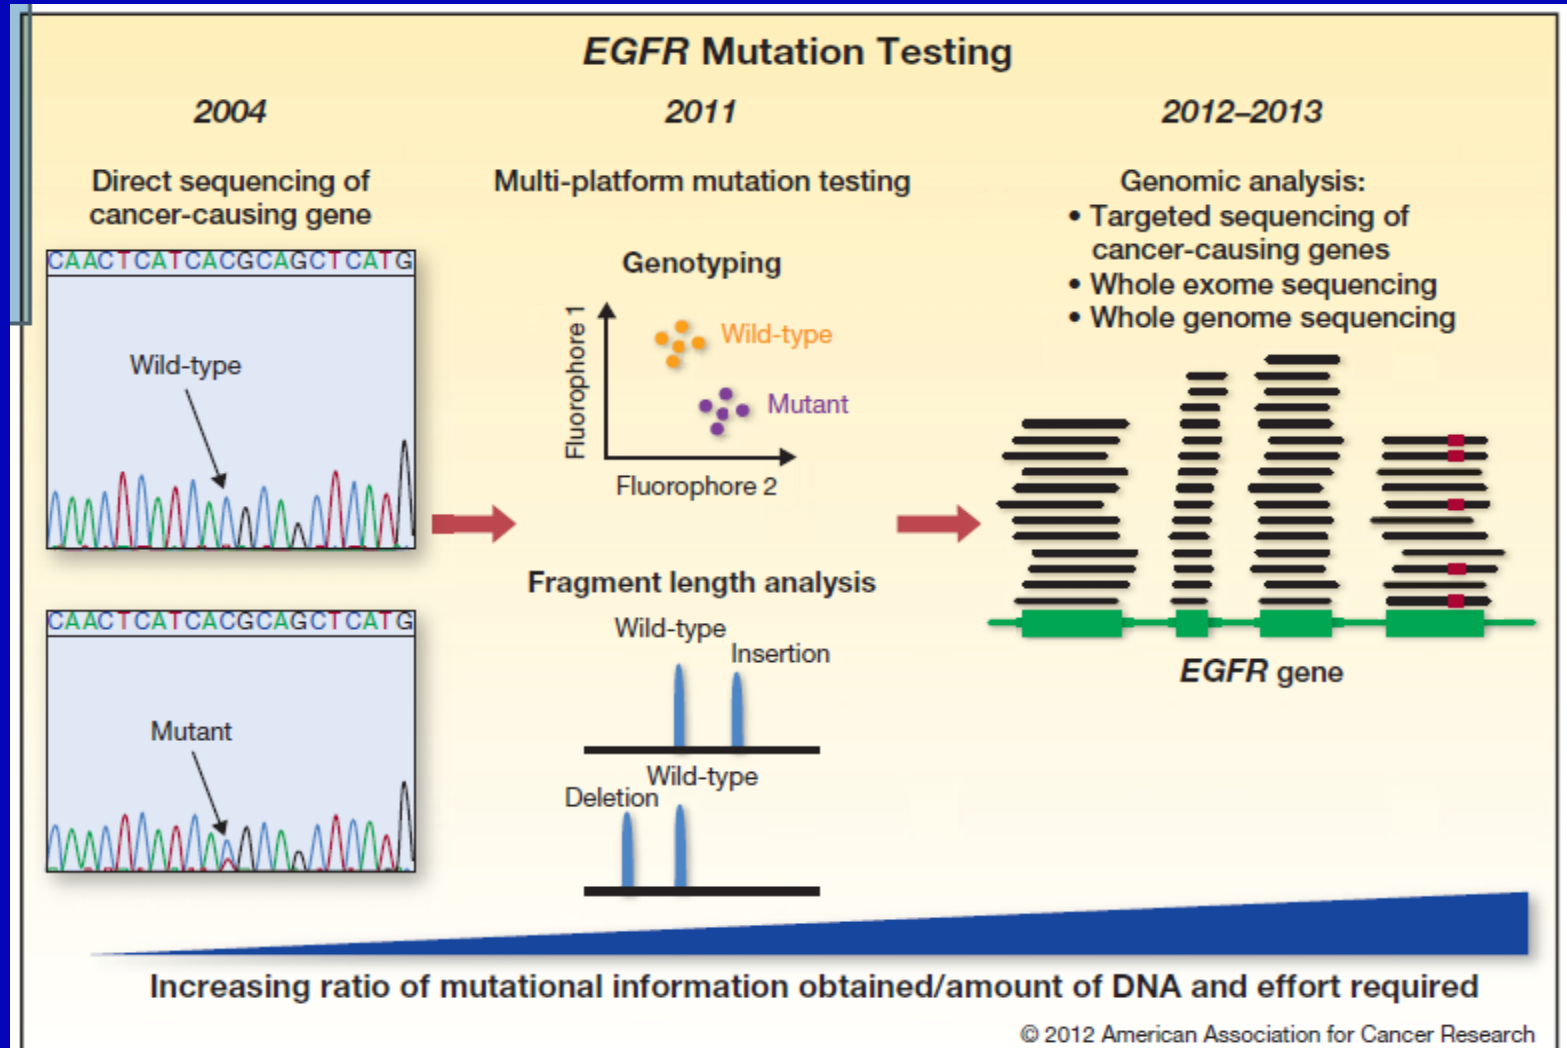 EGFR Mutation Testing
2004
Direct sequencing of
cancer-causing gene
CAACTCATCACGCAGCTCATG
Wild-type
CAACTCATCACGCAGCTCATG
Mutant
2011
Multi-platform mutation testing
Genotyping
Fluorophore 1
Wild-type
Mutant
Fluorophore 2
Fragment length analysis
Wild-type
Insertion
Wild-type
Deletion
2012–2013
Genomic analysis:
• Targeted sequencing of
cancer-causing genes
• Whole exome sequencing
• Whole genome sequencing
EGFR gene
Increasing ratio of mutational information obtained/amount of DNA and effort required
© 2012 American Association for Cancer Research